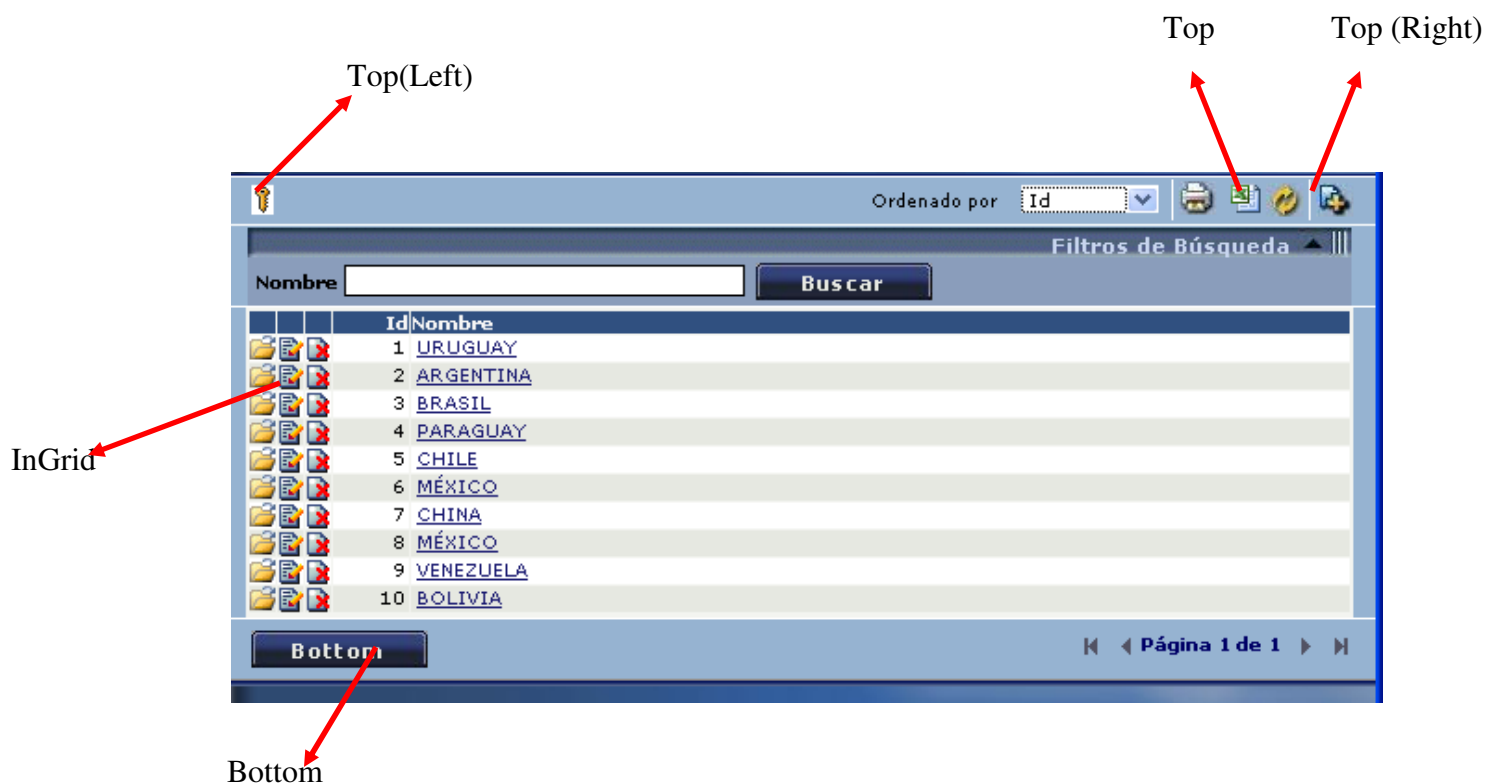 Top Top (Right)
Top(Left)
Ordenado por Id
Filtros de Búsqueda
Nombre Buscar
Id Nombre
1 URUGUAY
2 ARGENTINA
3 BRASIL
4 PARAGUAY
InGrid
5 CHILE
6 MÉXICO
7 CHINA
8 MÉXICO
9 VENEZUELA
10 BOLIVIA
Bottom Página 1 de 1
Bottom